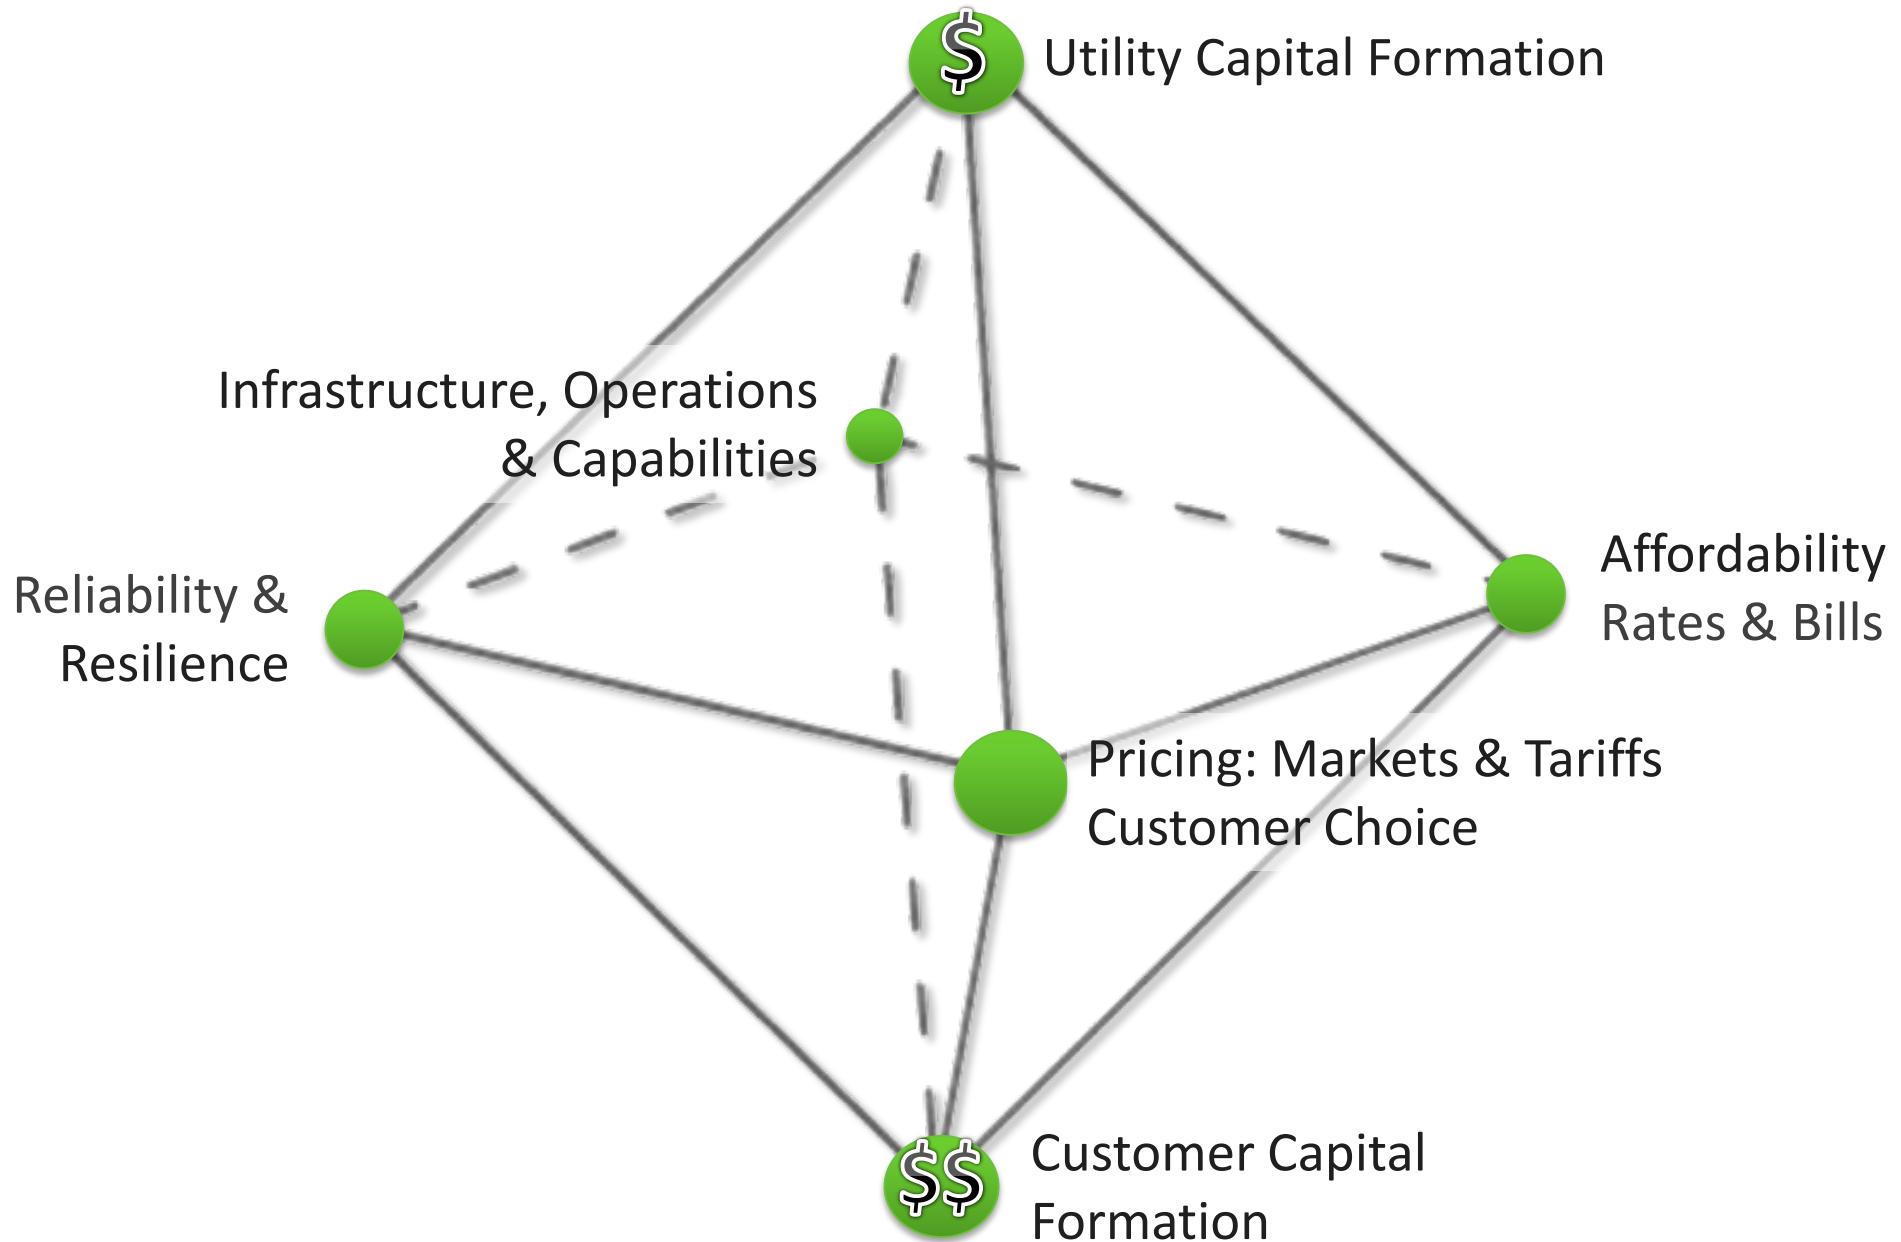 $
Utility Capital Formation
Infrastructure, Operations
& Capabilities
Reliability &
Resilience
Affordability
Rates & Bills
Pricing: Markets & Tariffs
Customer Choice
$$
Customer Capital
Formation